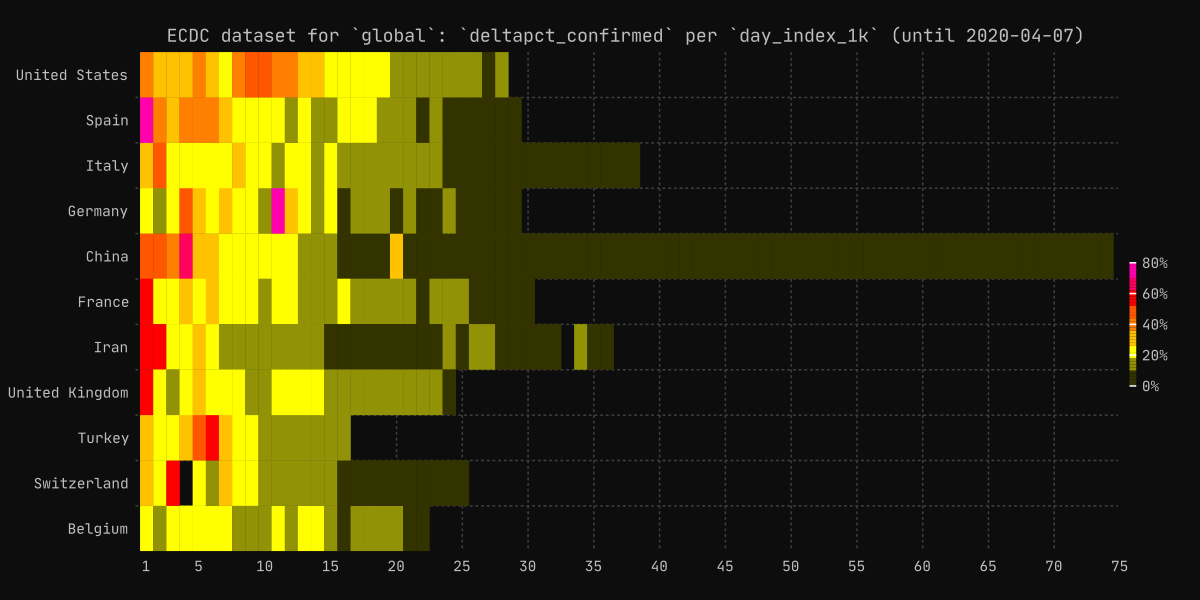 ECDC dataset for `global`: `deltapct_confirmed` per `day_index_1k` (until 2020-04-07)
United States
Spain
Italy
Germany
China
France
Iran
United Kingdom
Turkey
Switzerland
Belgium
80%
60%
40%
20%
0%
1 5 10 15 20 25 30 35 40 45 50 55 60 65 70 75